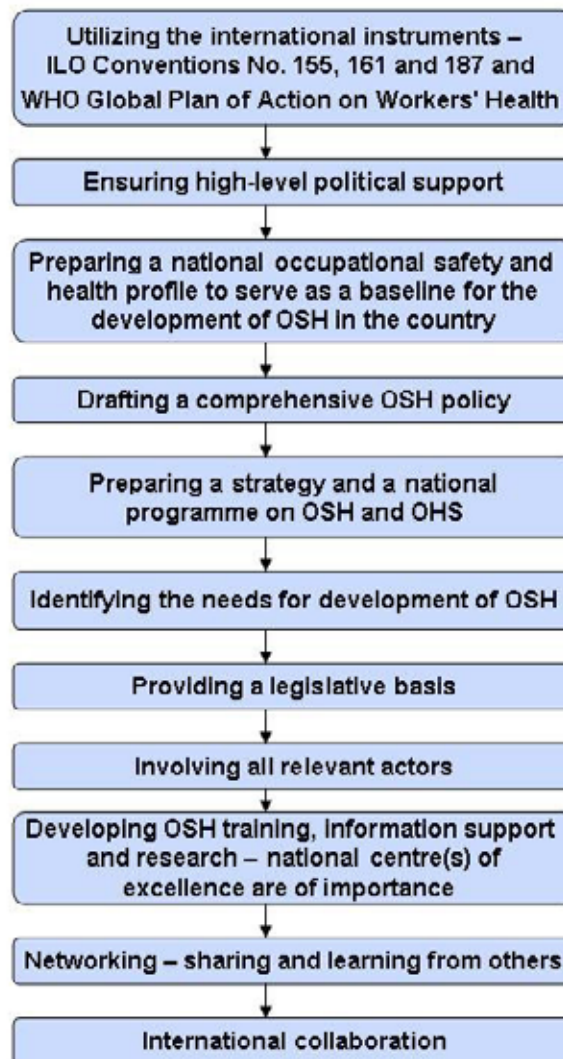 Utilizing the international instruments –
ILO Conventions No. 155, 161 and 187 and
WHO Global Plan of Action on Workers' Health
Ensuring high-level political support
Preparing a national occupational safety and
health profile to serve as a baseline for the
development of OSH in the country
Drafting a comprehensive OSH policy
Preparing a strategy and a national
programme on OSH and OHS
Identifying the needs for development of OSH
Providing a legislative basis
Involving all relevant actors
Developing OSH training, information support
and research – national centre(s) of
excellence are of importance
Networking – sharing and learning from others
International collaboration